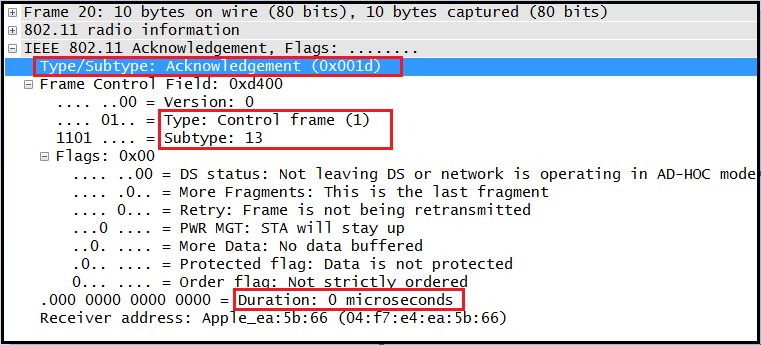 Frame 20: 10 bytes on wire (80 bits), 10 bytes captured (80 bits)
802.11 radio information
IEEE 802.11 Acknowledgement, Flags: ........
Type/Subtype: Acknowledgement (0x001d)
Frame Control Field: 0xd400
.... ..00 = Version: 0
.... 01.. = Type: Control frame (1)
1101 .... = Subtype: 13
Flags: 0x00
.... ..00 = DS status: Not leaving DS or network is operating in AD-HOC mode
.... .0.. = More Fragments: This is the last fragment
.... 0... = Retry: Frame is not being retransmitted
...0 .... = PWR MGT: STA will stay up
..0. .... = More Data: No data buffered
.0.. .... = Protected flag: Data is not protected
0... .... = Order flag: Not strictly ordered
.000 0000 0000 0000 = Duration: 0 microseconds
Receiver address: Apple_ea:5b:66 (04:f7:e4:ea:5b:66)